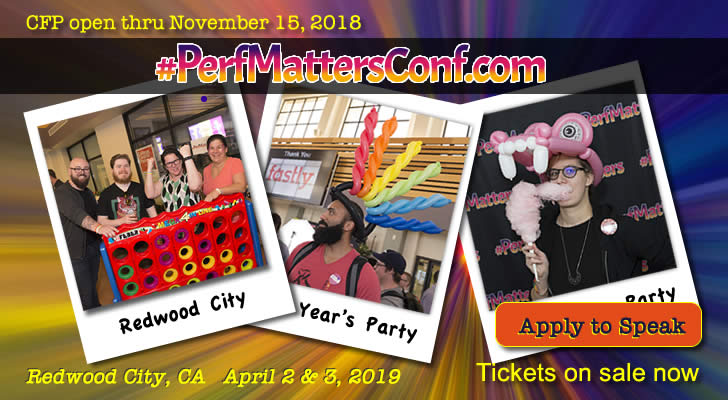 CFP open thru November 15, 2018
#PerfMattersConf.com
Thank You
fastly
#PerfMatters
Redwood City
Year's Party
Party
Apply to Speak
Redwood City, CA April 2 & 3, 2019
Tickets on sale now